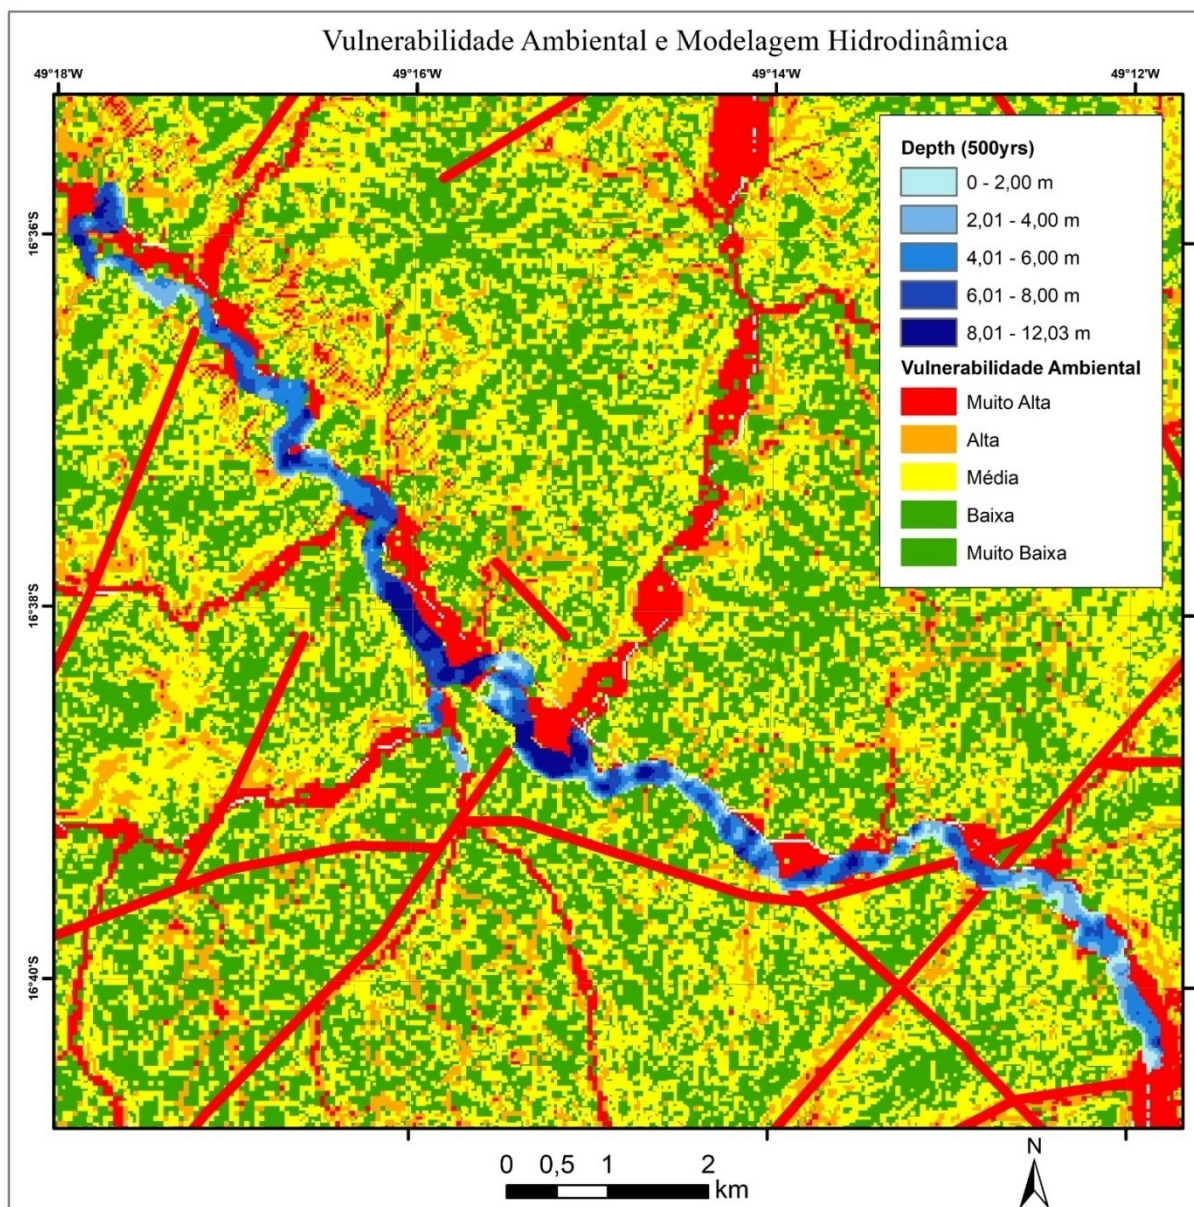 Vulnerabilidade Ambiental e Modelagem Hidrodinâmica
49°18'W 49°16'W 49°14'W 49°12'W
Depth (500yrs)
0 - 2,00 m
2,01 - 4,00 m
4,01 - 6,00 m
6,01 - 8,00 m
8,01 - 12,03 m
Vulnerabilidade Ambiental
Muito Alta
Alta
Média
Baixa
Muito Baixa
16°36'S
16°38'S
16°40'S
N
0 0,5 1 2
km